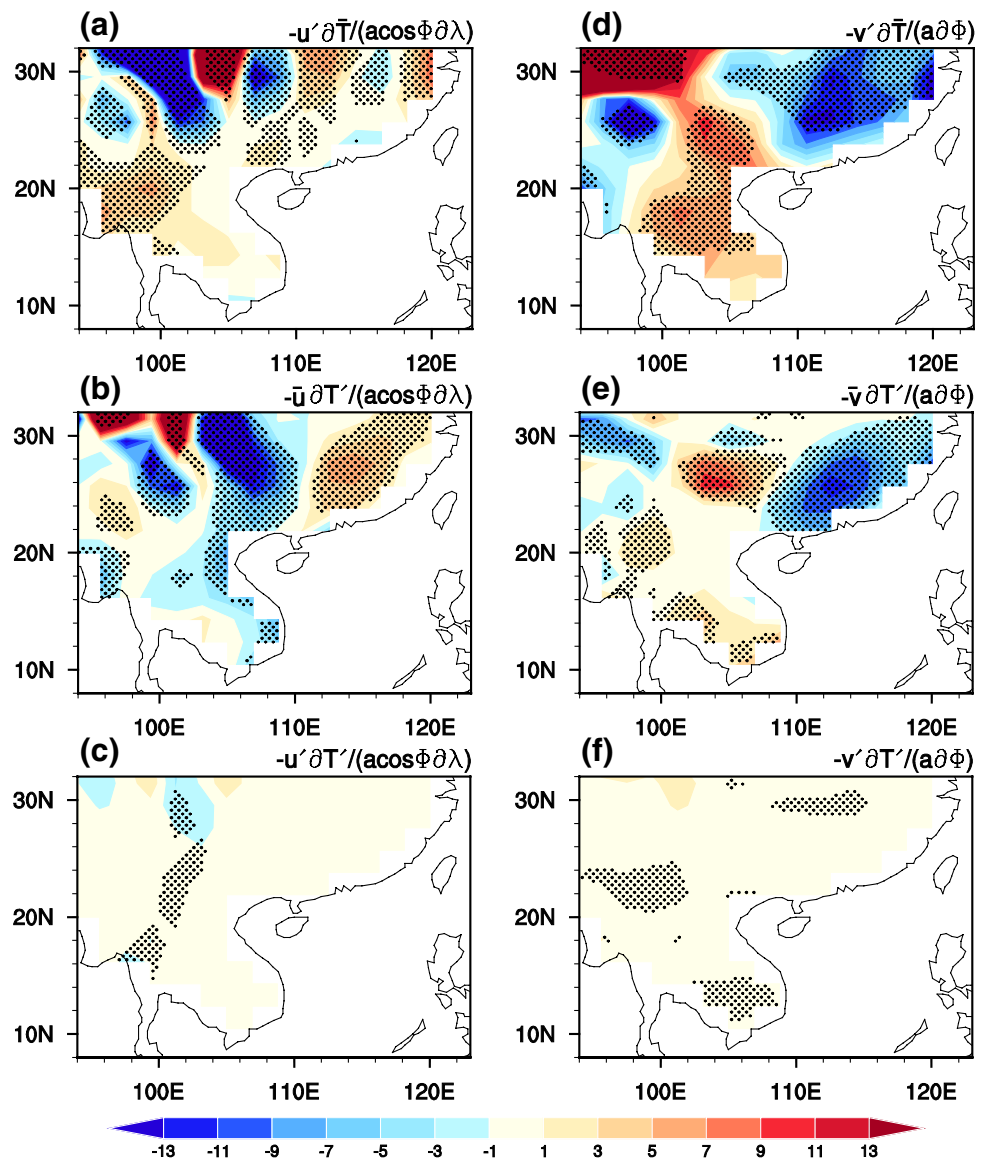 (a)
-u′∂T̄/(acosΦ∂λ)
30N
20N
10N
100E 110E 120E
(d)
-v′∂T̄/(a∂Φ)
30N
20N
10N
100E 110E 120E
(b)
-ū∂T′/(acosΦ∂λ)
30N
20N
10N
100E 110E 120E
(e)
-v̄∂T′/(a∂Φ)
30N
20N
10N
100E 110E 120E
(c)
-u′∂T′/(acosΦ∂λ)
30N
20N
10N
100E 110E 120E
(f)
-v′∂T′/(a∂Φ)
30N
20N
10N
100E 110E 120E
-13 -11 -9 -7 -5 -3 -1 1 3 5 7 9 11 13